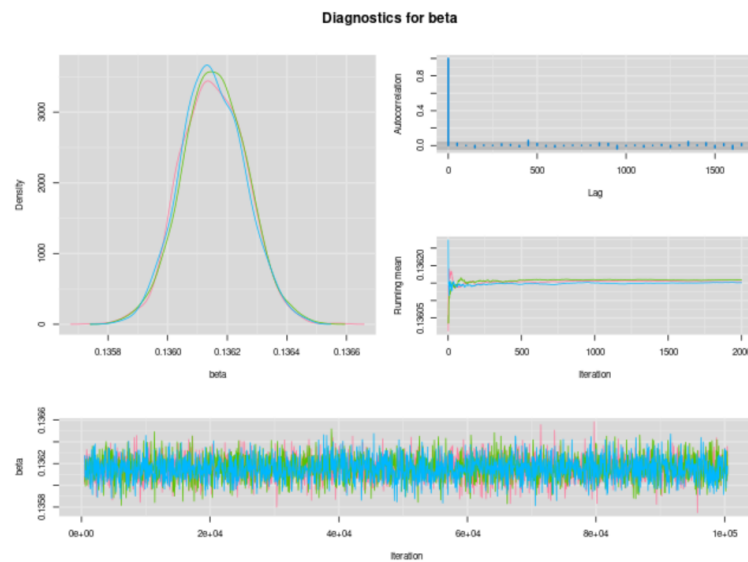 Diagnostics for beta
Density
0
1000
2000
3000
0.1358
0.1360
0.1362
0.1364
0.1366
beta
Autocorrelation
0.0
0.4
0.8
0
500
1000
1500
Lag
Running mean
0.13605
0.13620
0
500
1000
1500
200
Iteration
beta
0.1358
0.1362
0.1366
0e+00
2e+04
4e+04
6e+04
8e+04
1e+05
Iteration